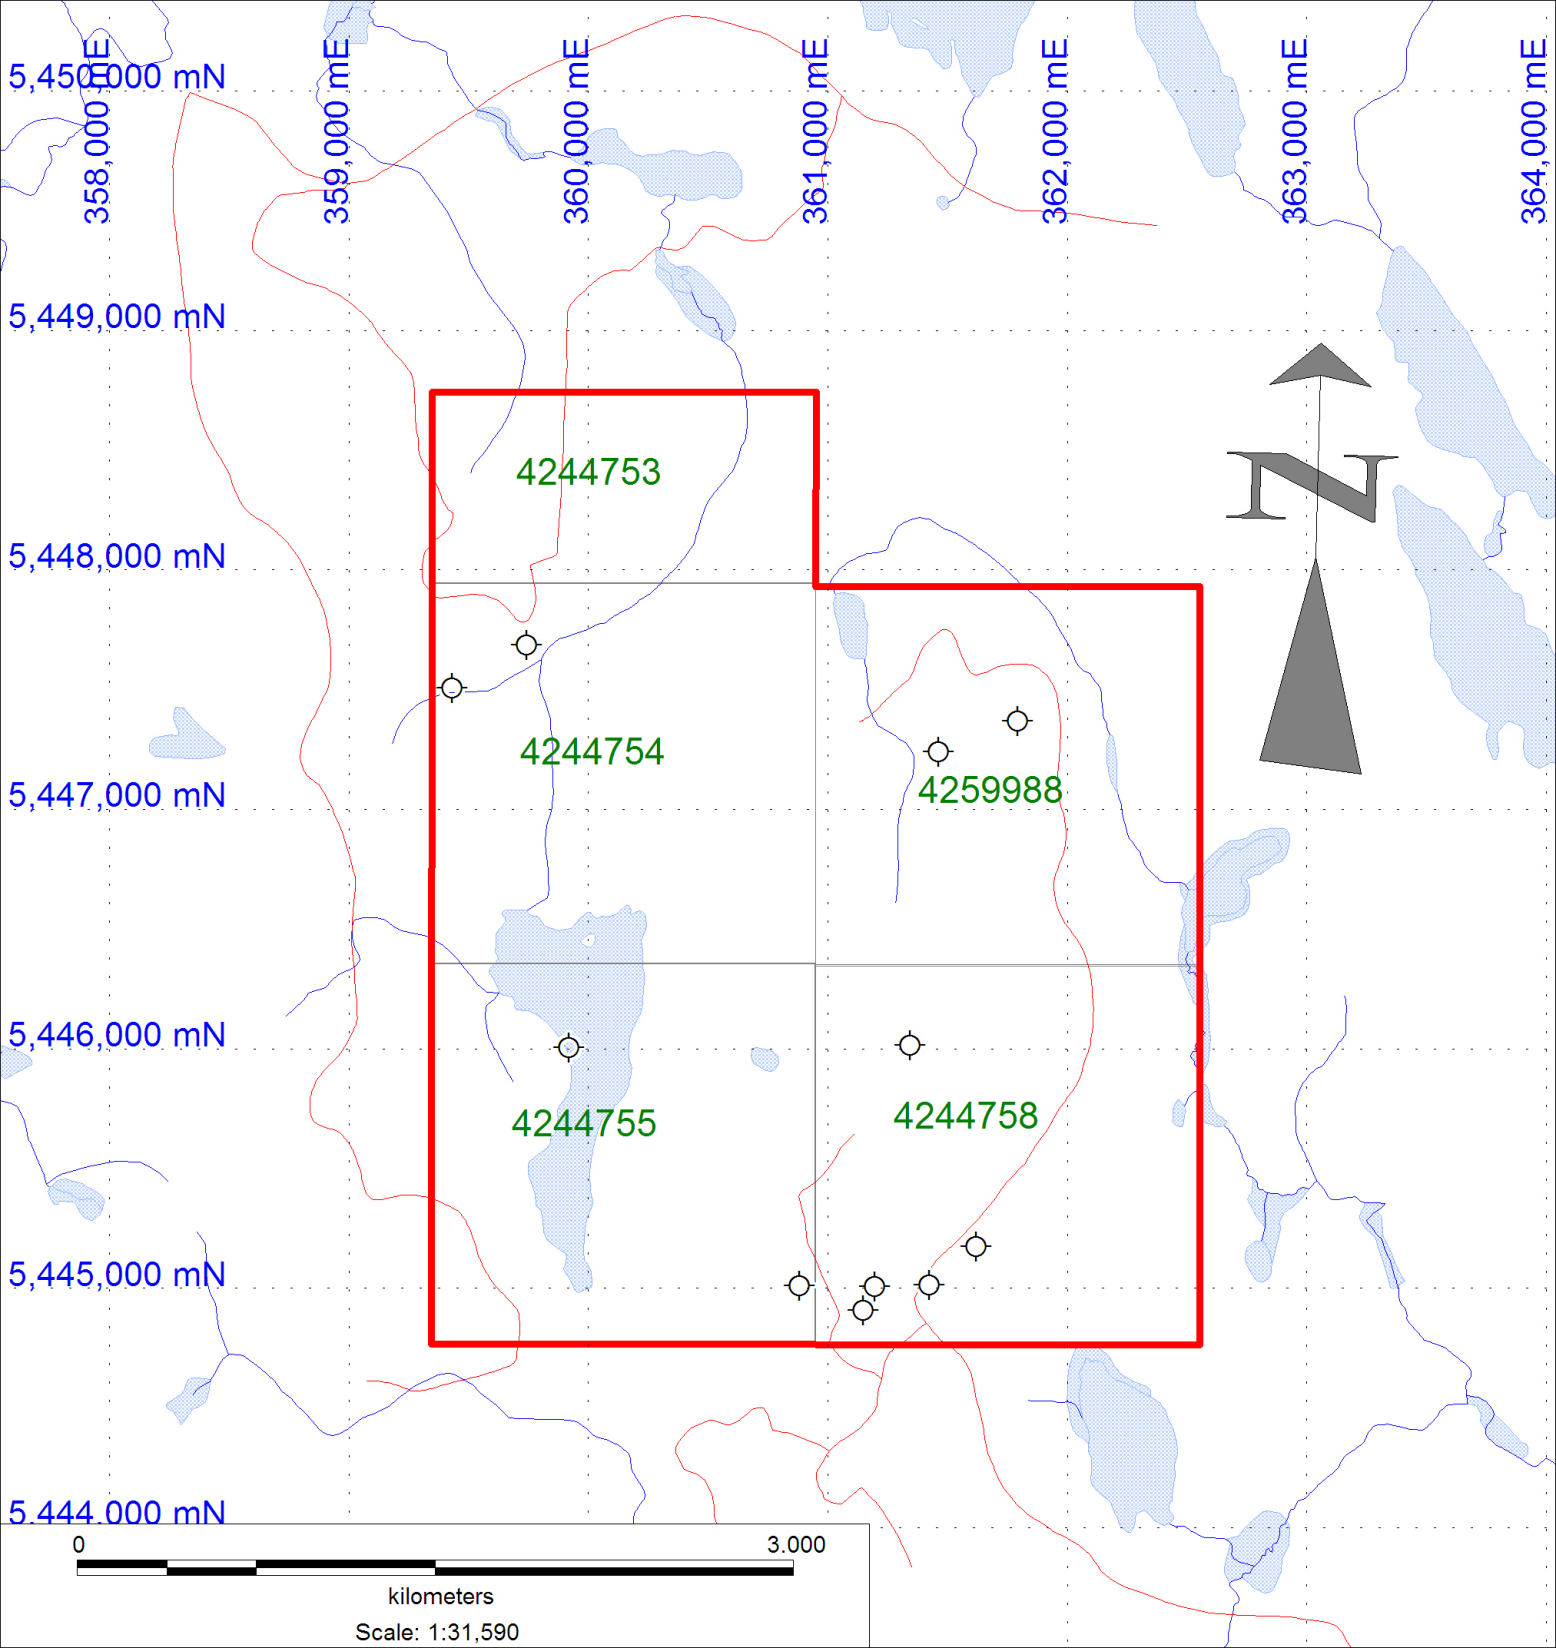 358,000 mE
359,000 mE
360,000 mE
361,000 mE
362,000 mE
363,000 mE
364,000 mE
5,450,000 mN
5,449,000 mN
N
4244753
5,448,000 mN
4244754
4259988
5,447,000 mN
5,446,000 mN
4244755
4244758
5,445,000 mN
5,444,000 mN
0
3.000
kilometers
Scale: 1:31,590